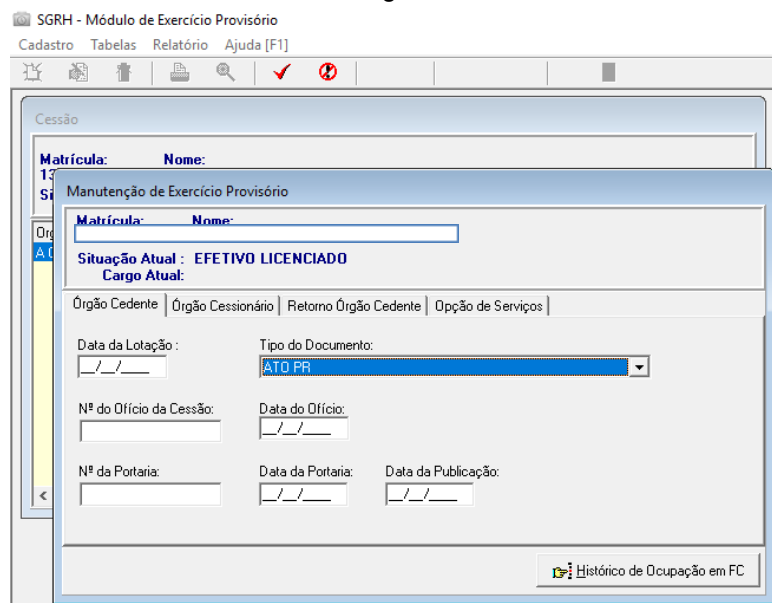 SGRH - Módulo de Exercício Provisório
Cadastro Tabelas Relatório Ajuda [F1]
Cessão
Matrícula: Nome:
13
Manutenção de Exercício Provisório
Matrícula: Nome:
Situação Atual : EFETIVO LICENCIADO
Cargo Atual:
Órgão Cedente Órgão Cessionário Retorno Órgão Cedente Opção de Serviços
Data da Lotação : Tipo do Documento:
__/__/____ ATO PR
Nº do Ofício da Cessão: Data do Ofício:
__/__/____
Nº da Portaria: Data da Portaria: Data da Publicação:
__/__/____ __/__/____
Histórico de Ocupação em FC